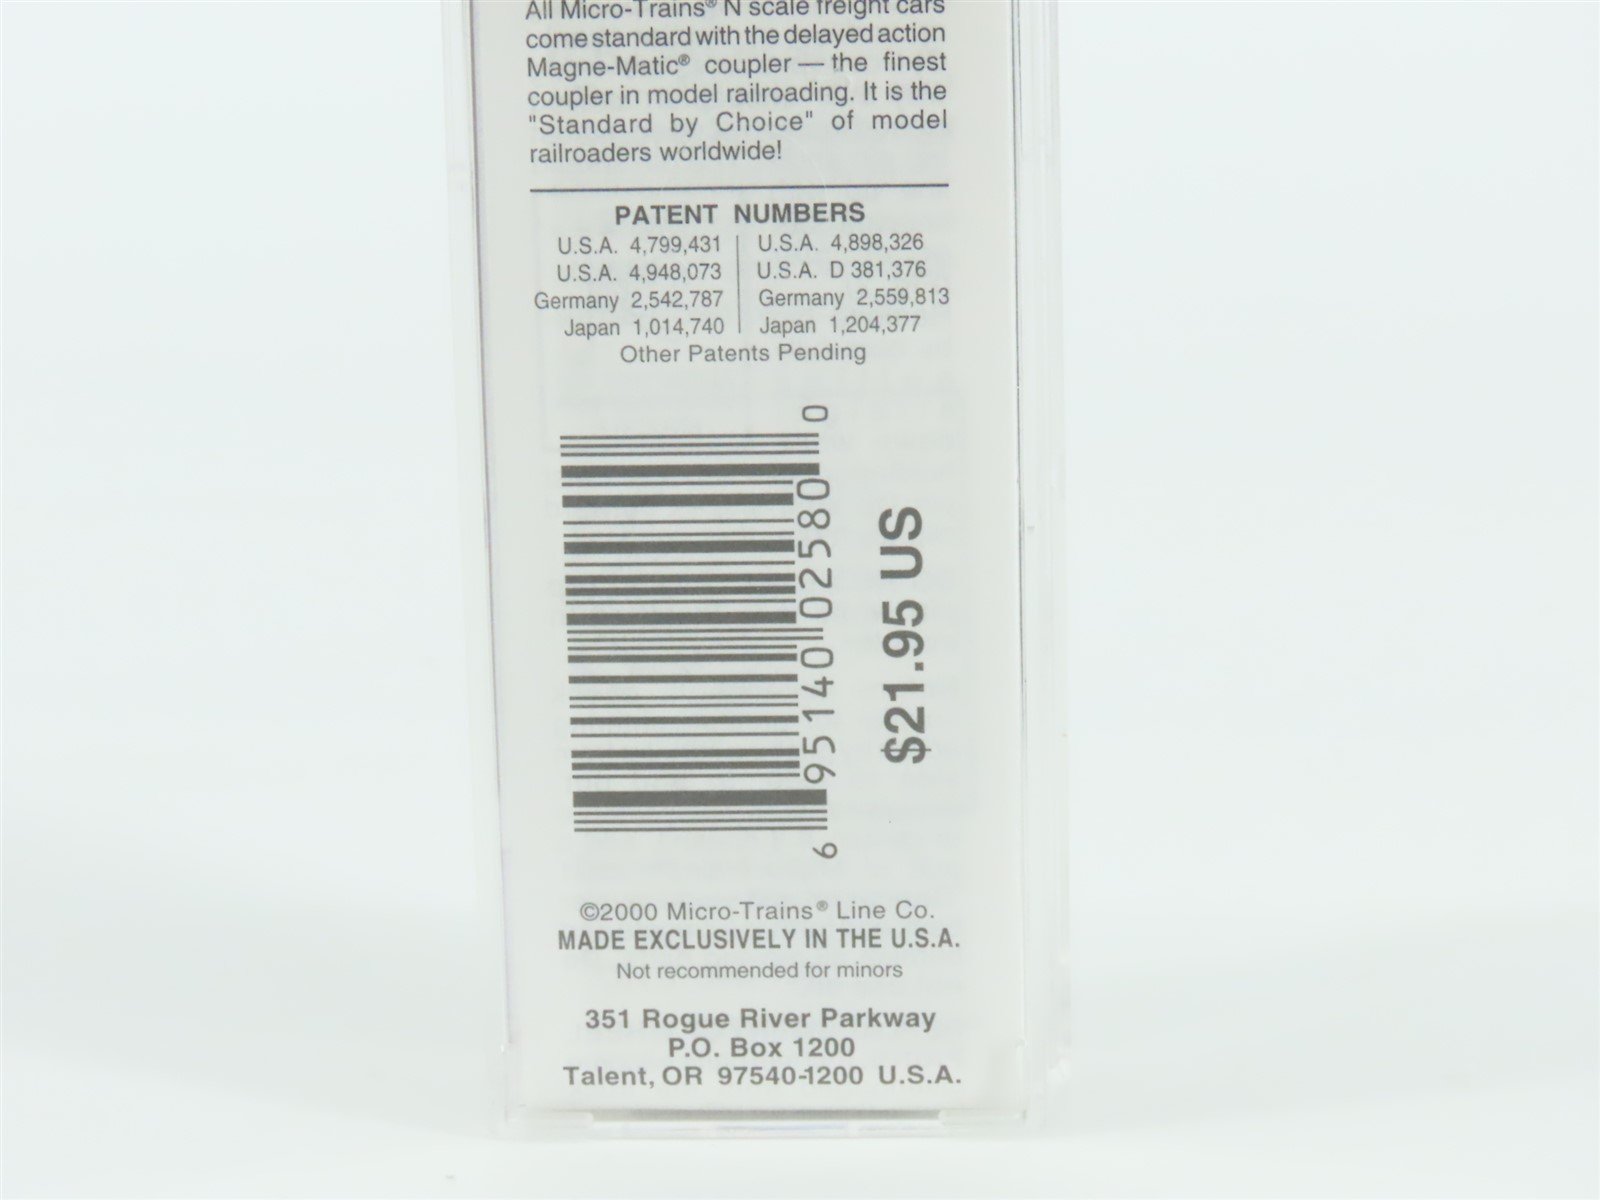 All Micro-Trains® N scale freight cars
come standard with the delayed action
Magne-Matic® coupler — the finest
coupler in model railroading. It is the
"Standard by Choice" of model
railroaders worldwide!
PATENT NUMBERS
U.S.A. 4,799,431 | U.S.A. 4,898,326
U.S.A. 4,948,073 | U.S.A. D 381,376
Germany 2,542,787 | Germany 2,559,813
Japan 1,014,740 | Japan 1,204,377
Other Patents Pending
6 95140 02580 0
$21.95 US
©2000 Micro-Trains® Line Co.
MADE EXCLUSIVELY IN THE U.S.A.
Not recommended for minors
351 Rogue River Parkway
P.O. Box 1200
Talent, OR 97540-1200 U.S.A.